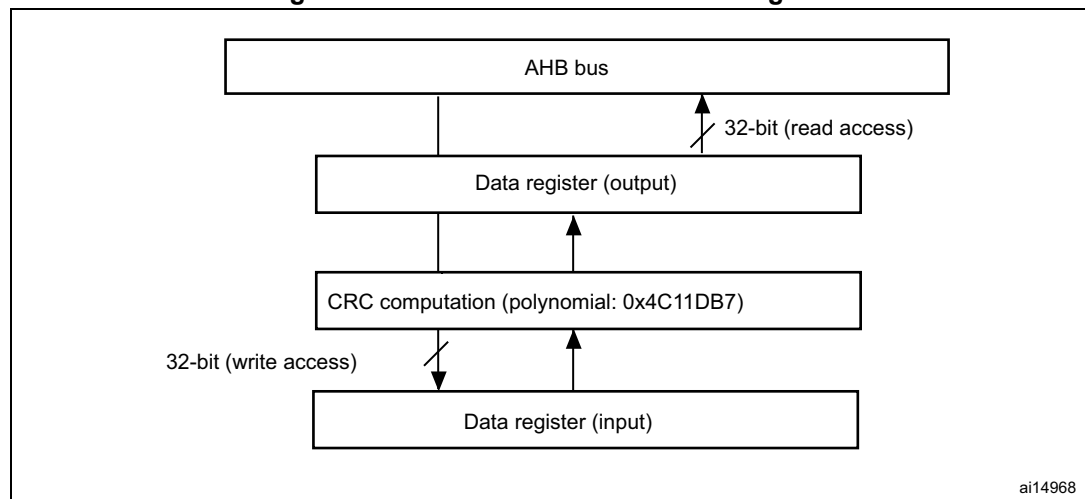 AHB bus
32-bit (read access)
Data register (output)
CRC computation (polynomial: 0x4C11DB7)
32-bit (write access)
Data register (input)
ai14968